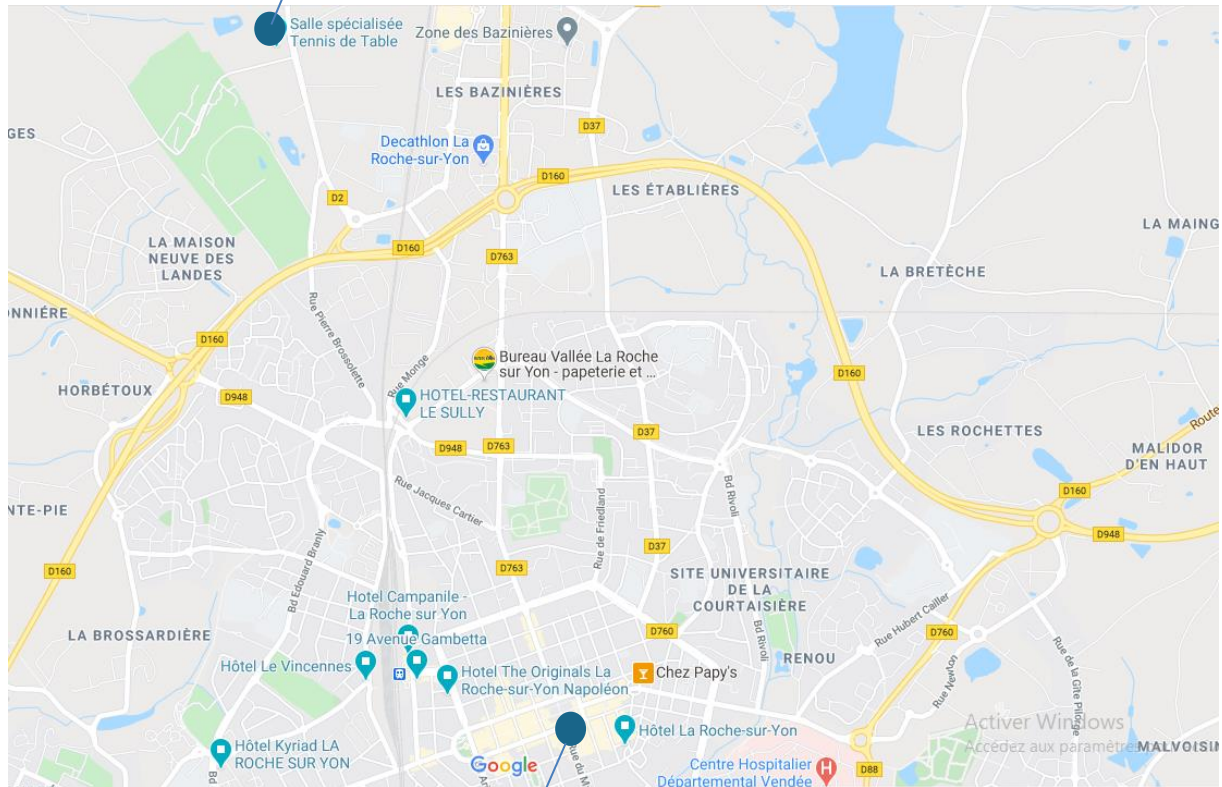 Salle spécialisée
Tennis de Table
Zone des Bazinières
LES BAZINIÈRES
D37
GES
Decathlon La
Roche-sur-Yon
D160
LES ÉTABLIÈRES
D2
LA MAING
LA MAISON
NEUVE DES
LANDES
D160
D763
LA BRETÈCHE
ONNIÉRE
Rue Pierre Brossolette
D160
Rue Monge
Bureau Vallée La Roche
sur Yon - papeterie et ...
D160
HORBÉTOUX
D948
HOTEL-RESTAURANT
LE SULLY
Route
D37
LES ROCHETTES
D948
D763
MALIDOR
D'EN HAUT
Rue Jacques Cartier
Bd Rivoli
D160
NTE-PIE
Rue de Friedland
D948
Bd Edouard Branly
D37
D160
D763
SITE UNIVERSITAIRE
DE LA
COURTAISIÈRE
Hotel Campanile -
La Roche sur Yon
Rue Hubert Cailler
LA BROSSARDIÈRE
19 Avenue Gambetta
D760
D760
Bd Rivoli
RENOU
Hôtel Le Vincennes
Hotel The Originals La
Roche-sur-Yon Napoléon
Chez Papy's
Rue Newton
Rue de la Gîte Pilorge
Activer Windows
Accédez aux paramètres
Hôtel La Roche-sur-Yon
MALVOISIN
Hôtel Kyriad LA
ROCHE SUR YON
Rue du M
Google
Centre Hospitalier
Départemental Vendée
H
D88
Bd